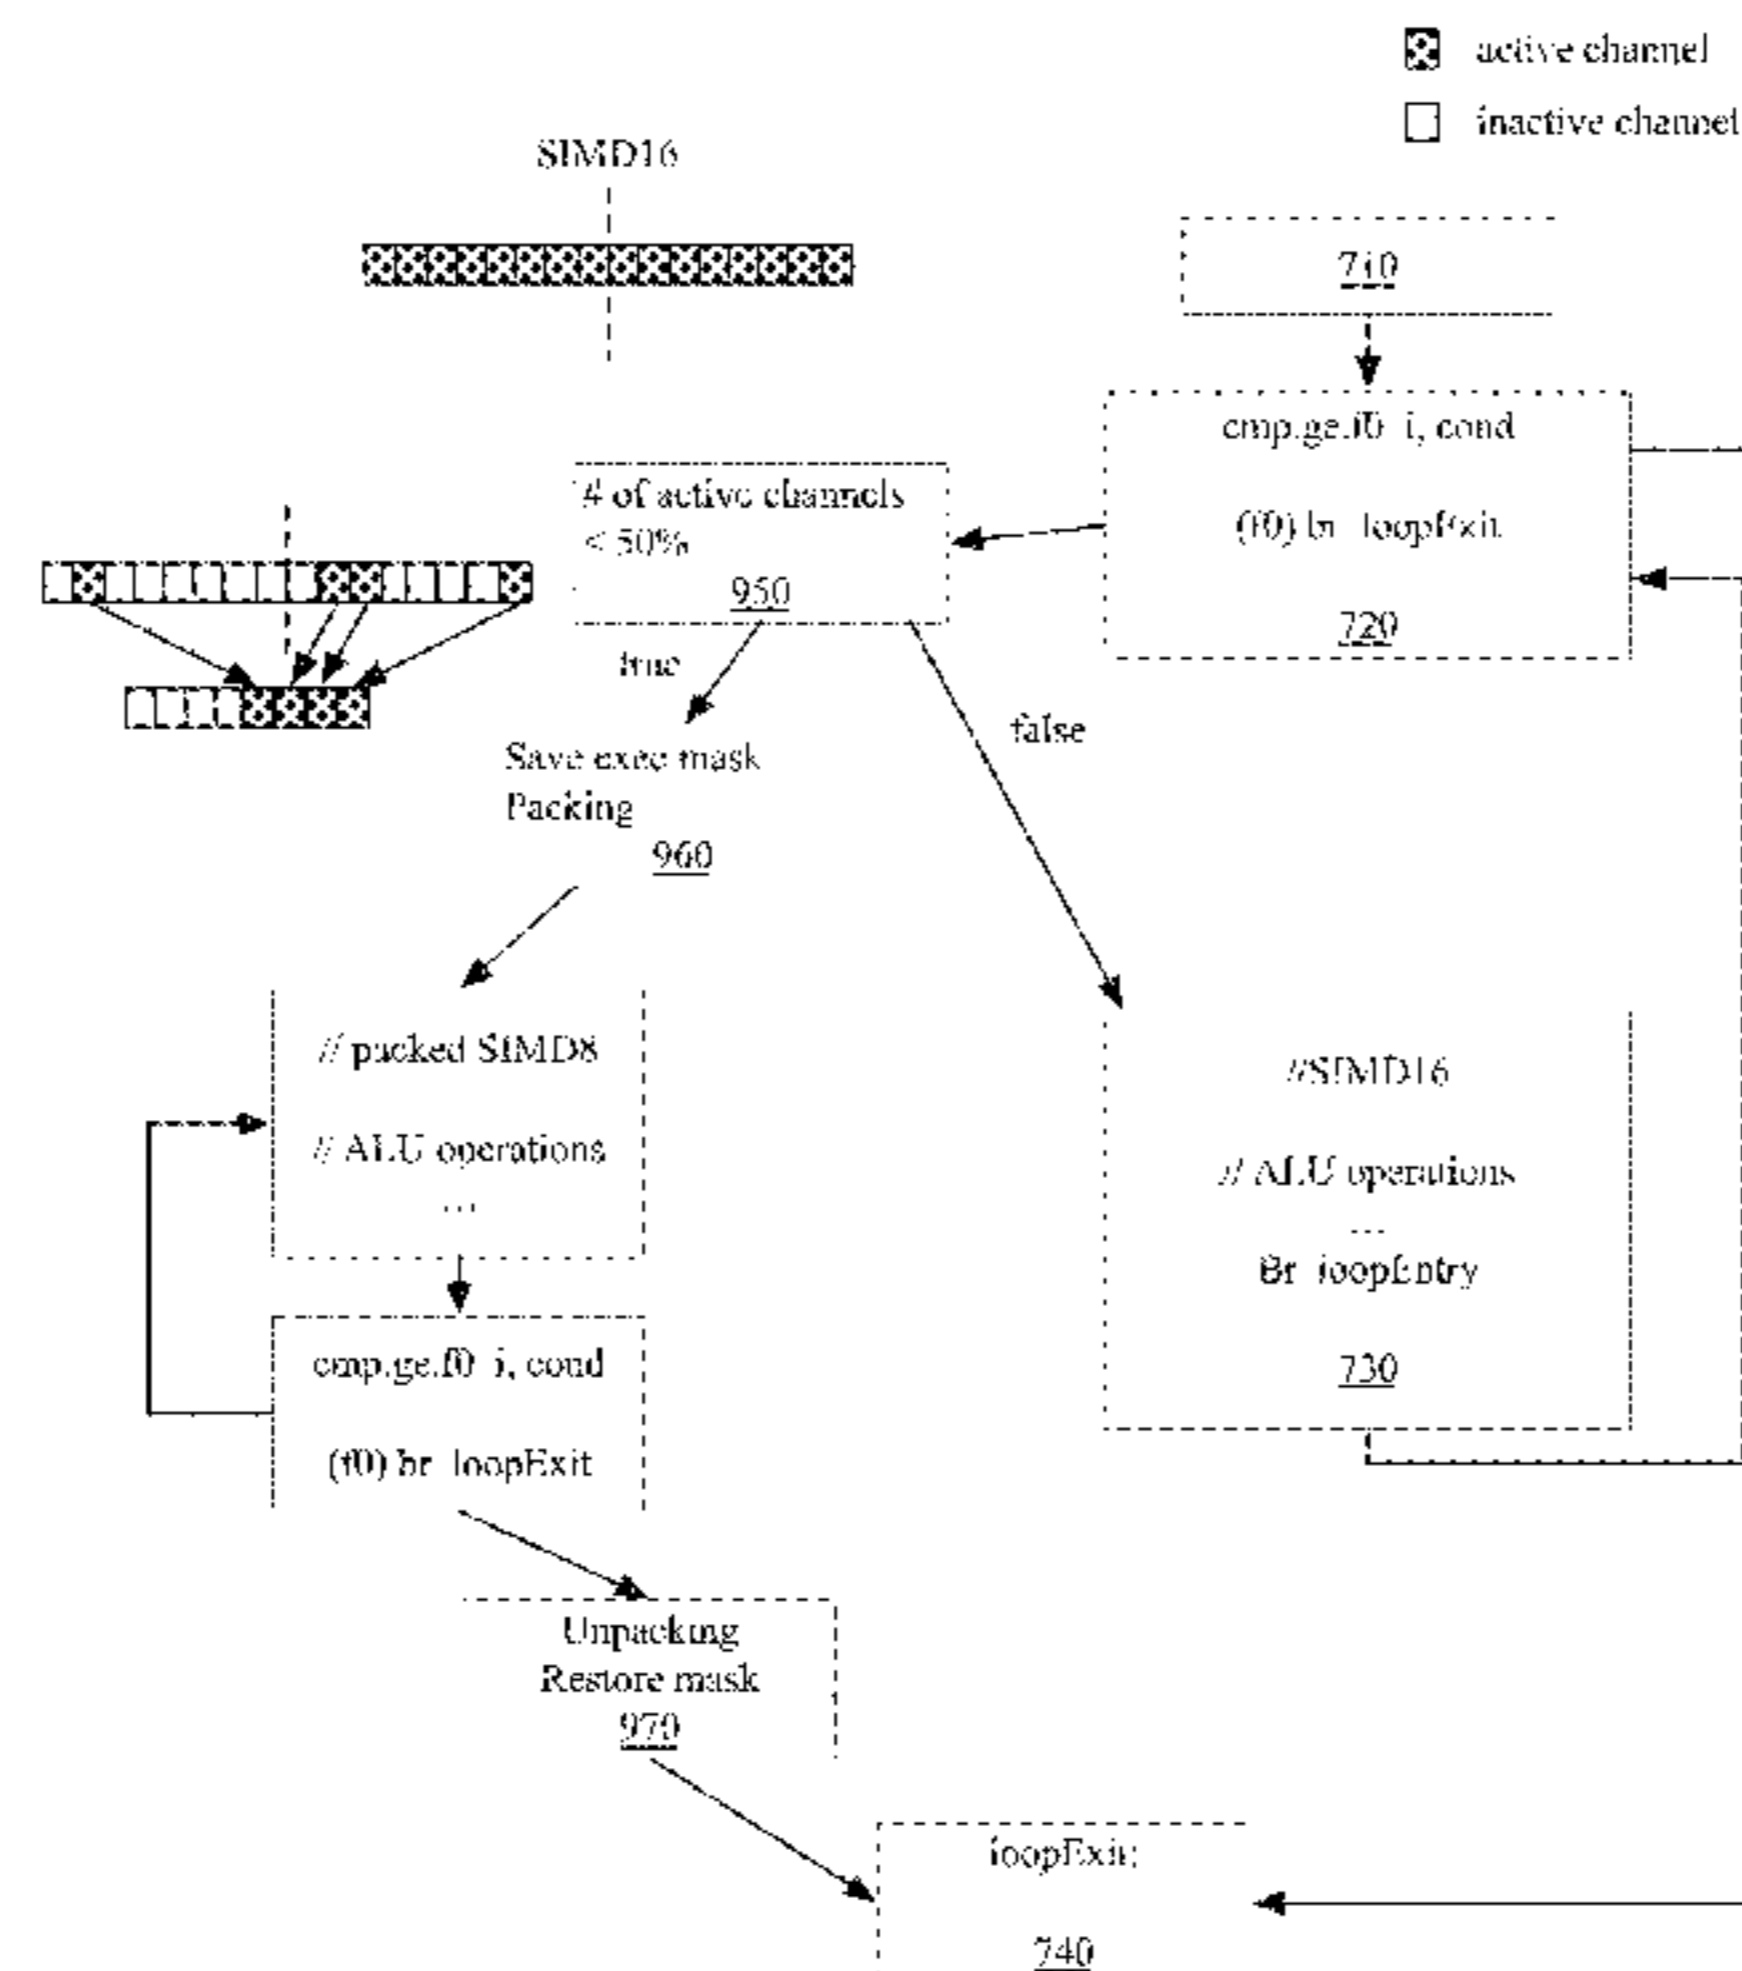 active channel
inactive channel
SIMD16
710
cmp.ge.f0 i, cond
(f0) br loopExit
720
# of active channels
< 50%
950
true
false
Save exec mask
Packing
960
// packed SIMD8
// ALU operations
...
cmp.ge.f0 i, cond
(f0) br loopExit
//SIMD16
// ALU operations
...
Br loopEntry
730
Unpacking
Restore mask
970
loopExit:
740